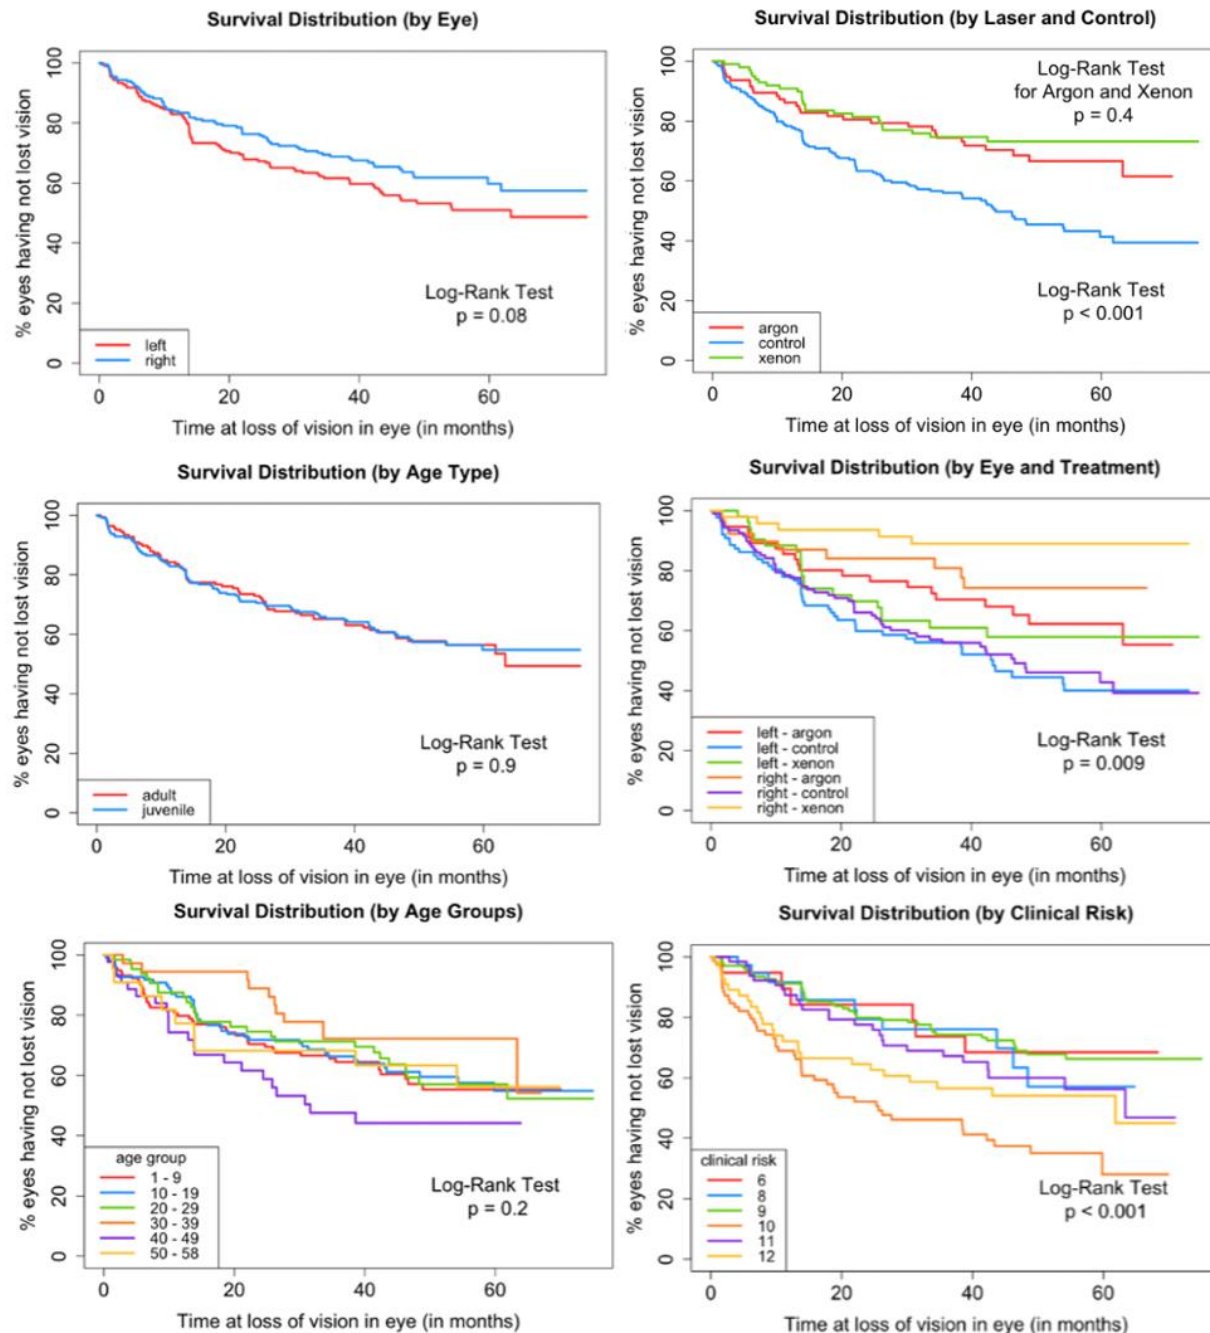 Survival Distribution (by Eye)
% eyes having not lost vision
100
80
60
40
20
0
Log-Rank Test
p = 0.08
left
right
0 20 40 60
Time at loss of vision in eye (in months)
Survival Distribution (by Laser and Control)
% eyes having not lost vision
100
80
60
40
20
0
Log-Rank Test
for Argon and Xenon
p = 0.4
Log-Rank Test
p < 0.001
argon
control
xenon
0 20 40 60
Time at loss of vision in eye (in months)
Survival Distribution (by Age Type)
% eyes having not lost vision
100
80
60
40
20
0
Log-Rank Test
p = 0.9
adult
juvenile
0 20 40 60
Time at loss of vision in eye (in months)
Survival Distribution (by Eye and Treatment)
% eyes having not lost vision
100
80
60
40
20
0
left - argon
left - control
left - xenon
right - argon
right - control
right - xenon
Log-Rank Test
p = 0.009
0 20 40 60
Time at loss of vision in eye (in months)
Survival Distribution (by Age Groups)
% eyes having not lost vision
100
80
60
40
20
0
age group
1 - 9
10 - 19
20 - 29
30 - 39
40 - 49
50 - 58
Log-Rank Test
p = 0.2
0 20 40 60
Time at loss of vision in eye (in months)
Survival Distribution (by Clinical Risk)
% eyes having not lost vision
100
80
60
40
20
0
clinical risk
6
8
9
10
11
12
Log-Rank Test
p < 0.001
0 20 40 60
Time at loss of vision in eye (in months)